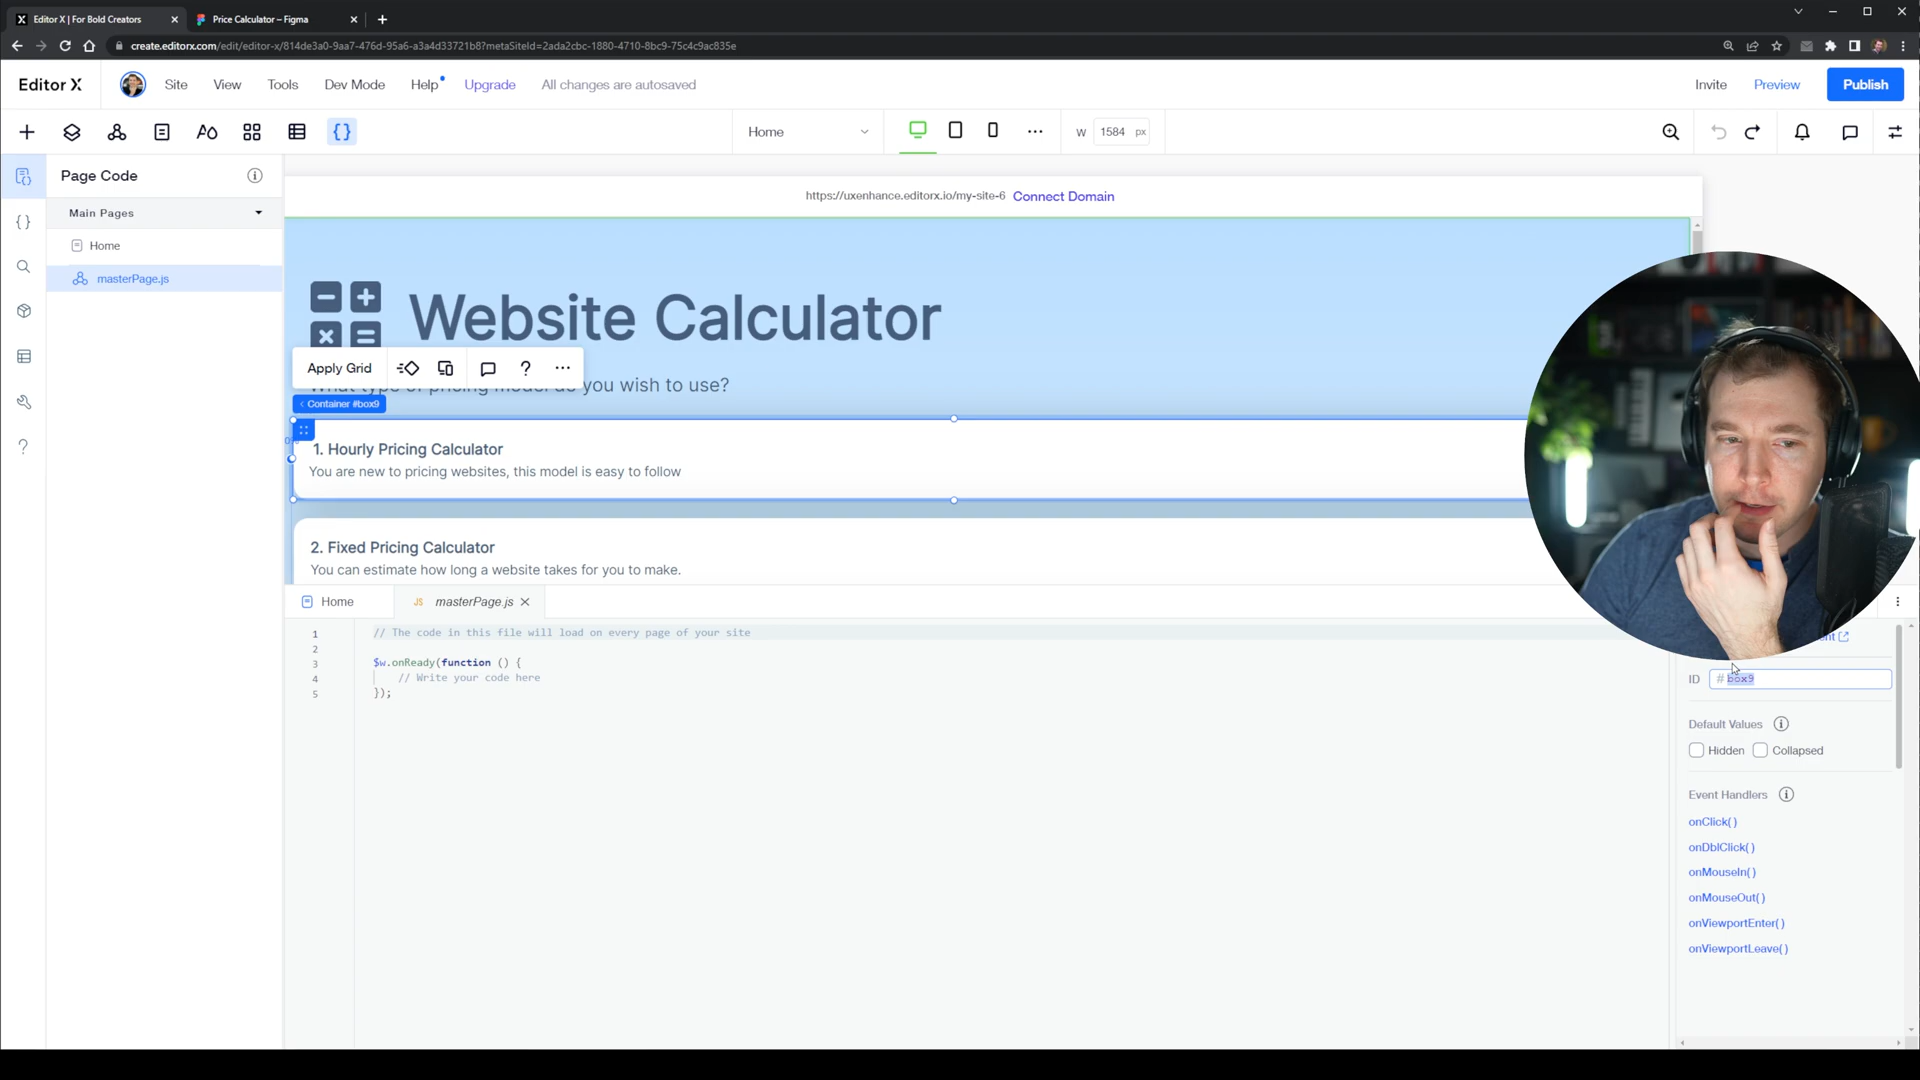 Editor X | For Bold Creators
Price Calculator – Figma
create.editorx.com/edit/editor-x/814de3a0-9aa7-476d-95a6-a3a4d33721b8?metaSiteId=2ada2cbc-1880-4710-8bc9-75c4c9ac835e
Editor X
Site
View
Tools
Dev Mode
Help
Upgrade
All changes are autosaved
Invite
Preview
Publish
Home
W
1584 px
Page Code
Main Pages
Home
masterPage.js
https://uxenhance.editorx.io/my-site-6 Connect Domain
Website Calculator
Apply Grid
What type of pricing model do you wish to use?
< Container #box9
1. Hourly Pricing Calculator
You are new to pricing websites, this model is easy to follow
2. Fixed Pricing Calculator
You can estimate how long a website takes for you to make.
Home
JS masterPage.js
1 // The code in this file will load on every page of your site
2
3 $w.onReady(function () {
4 // Write your code here
5 });
ID # box9
Default Values
Hidden
Collapsed
Event Handlers
onClick()
onDblClick()
onMouseIn()
onMouseOut()
onViewportEnter()
onViewportLeave()